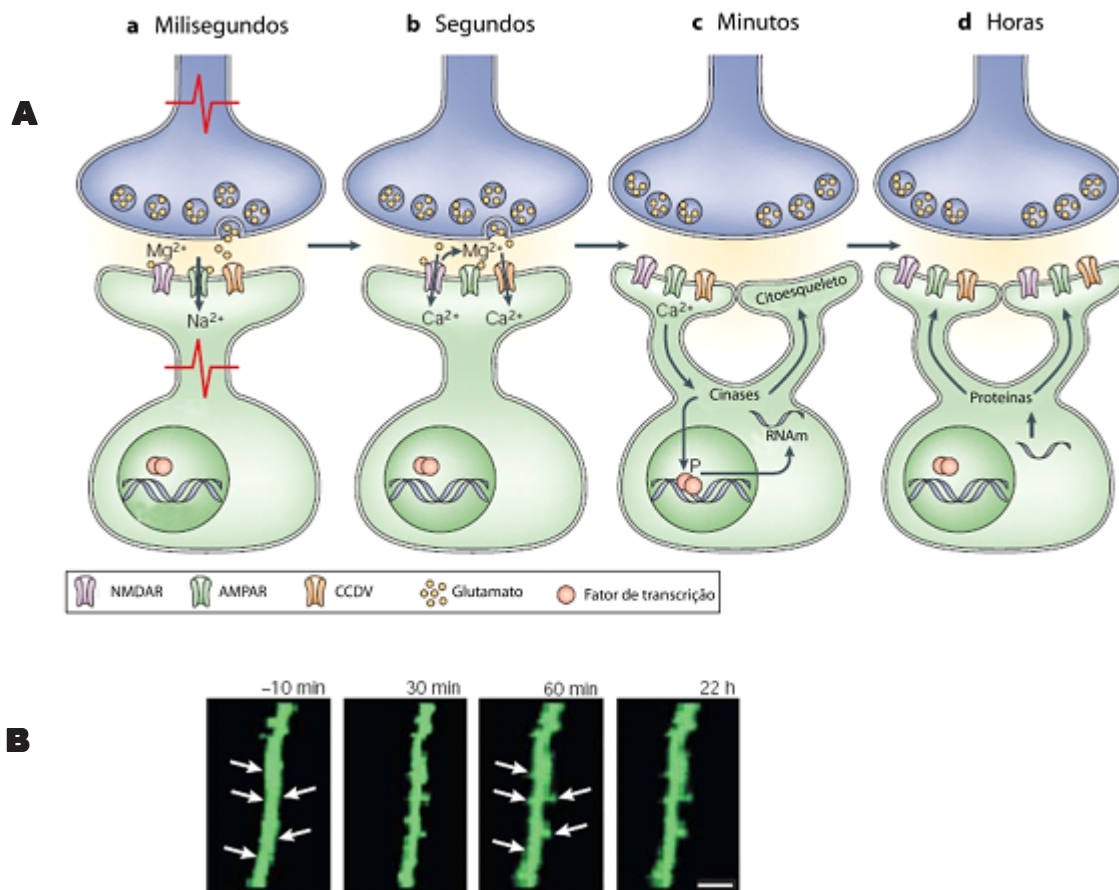 a Milisegundos
b Segundos
c Minutos
d Horas
A
Mg2+
Na2+
Mg2+
Ca2+
Ca2+
Ca2+
Citoesqueleto
Cinases
RNAm
P
Proteinas
NMDAR
AMPAR
CCDV
Glutamato
Fator de transcrição
B
–10 min
30 min
60 min
22 h